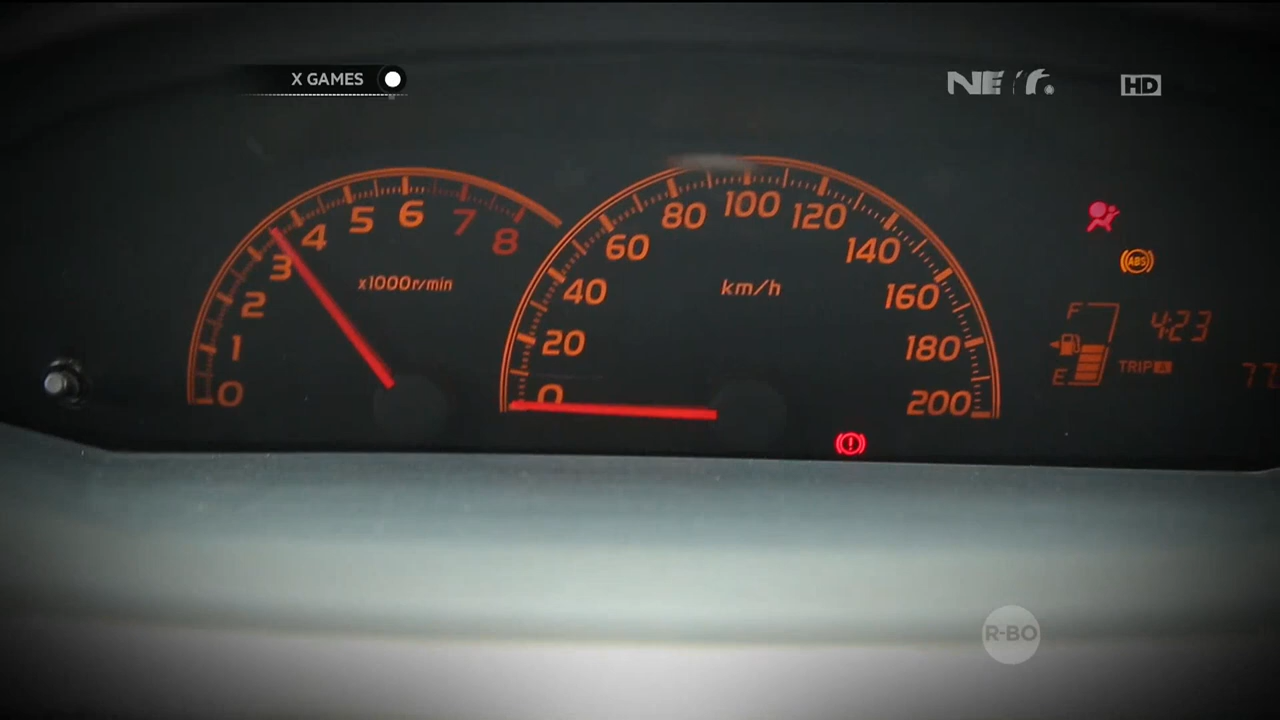 X GAMES
NET.
HD
0 1 2 3 4 5 6 7 8
x1000r/min
0 20 40 60 80 100 120 140 160 180 200
km/h
ABS
F
E
4:23
TRIP A
77
R-BO